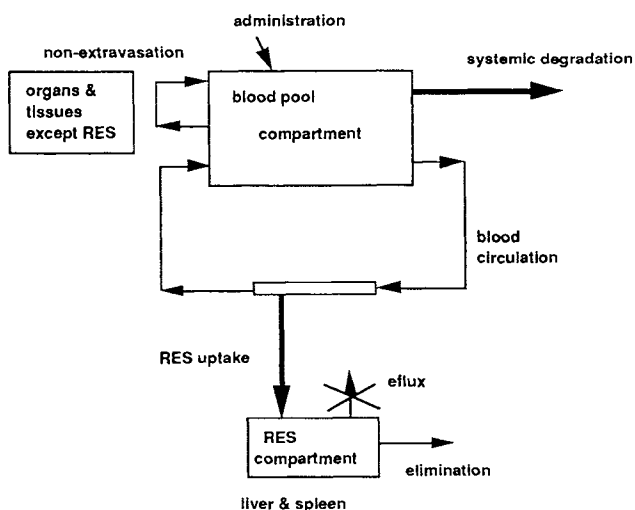 administration
non-extravasation
systemic degradation
organs &
tissues
except RES
blood pool
compartment
blood
circulation
RES uptake
eflux
RES
compartment
elimination
liver & spleen